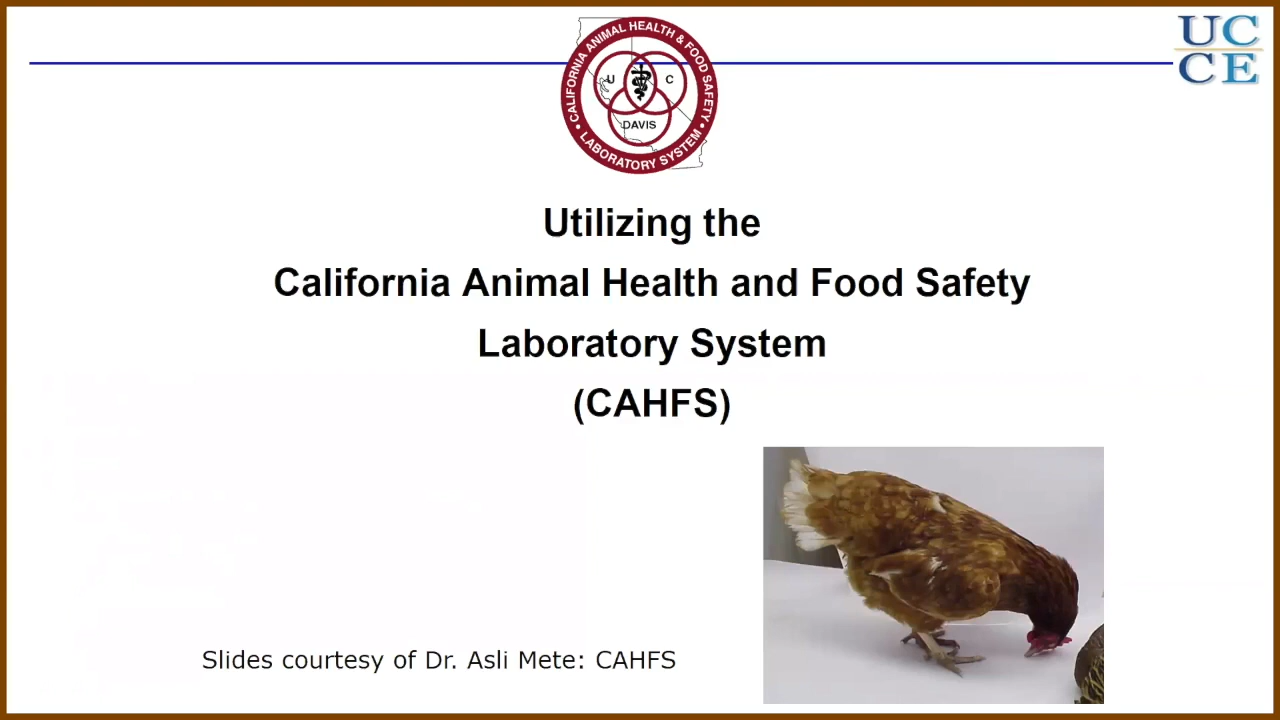 CALIFORNIA ANIMAL HEALTH & FOOD SAFETY
U C
DAVIS
• LABORATORY SYSTEM •
UC
CE
Utilizing the
California Animal Health and Food Safety
Laboratory System
(CAHFS)
Slides courtesy of Dr. Asli Mete: CAHFS